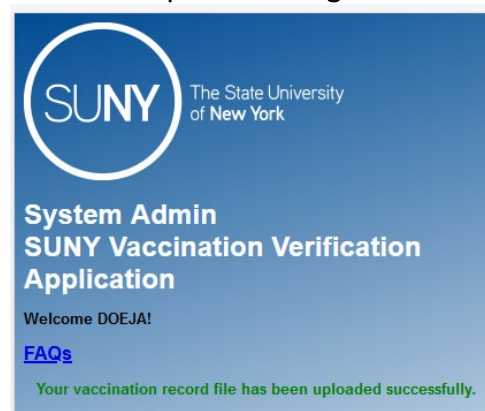 SUNY
The State University
of New York
System Admin
SUNY Vaccination Verification
Application
Welcome DOEJA!
FAQs
Your vaccination record file has been uploaded successfully.